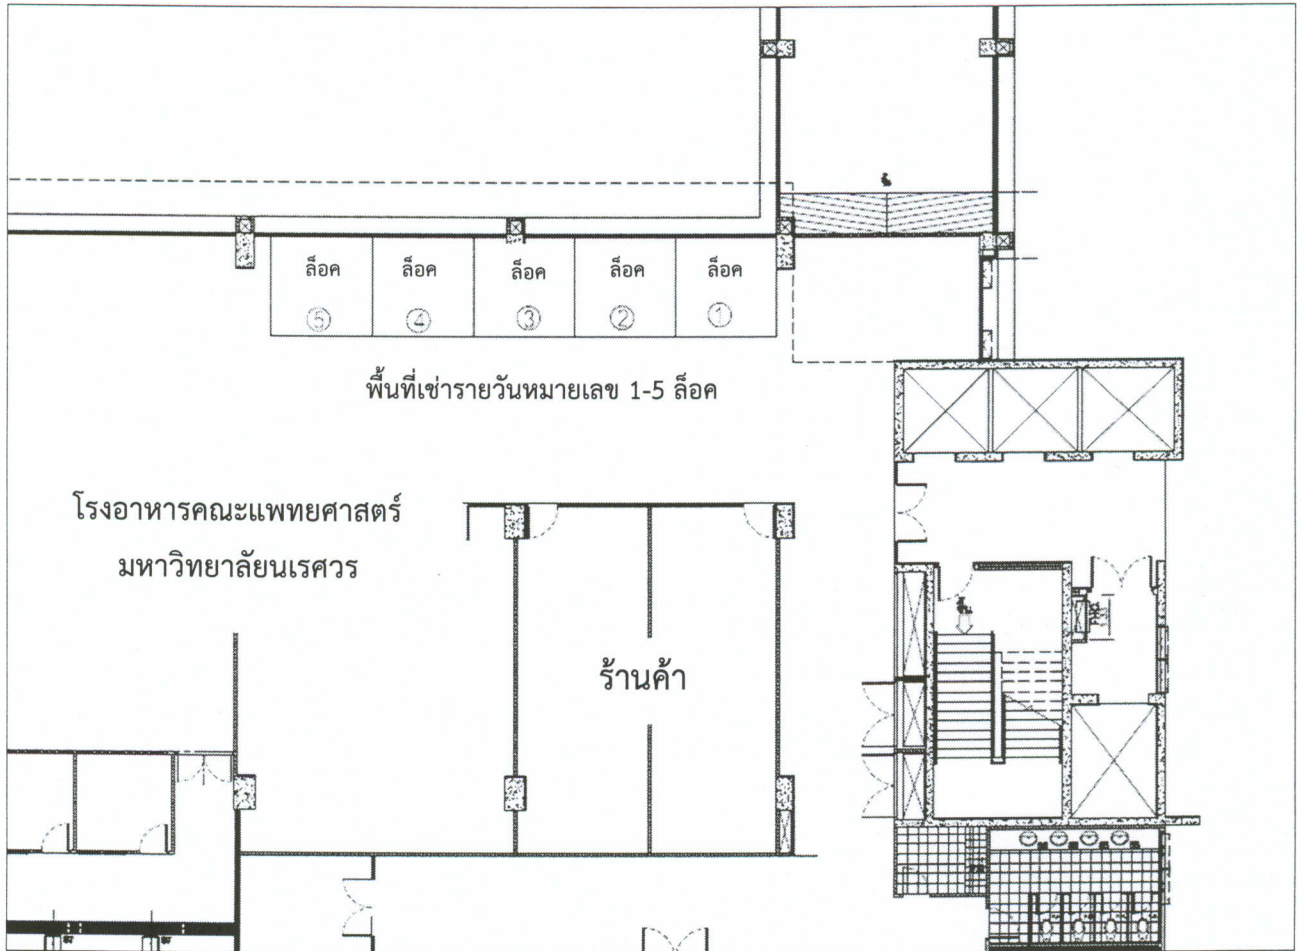 ล็อค ล็อค ล็อค ล็อค ล็อค
5 4 3 2 1
พื้นที่เช่ารายวันหมายเลข 1-5 ล็อค
โรงอาหารคณะแพทยศาสตร์
มหาวิทยาลัยนเรศวร
ร้านค้า